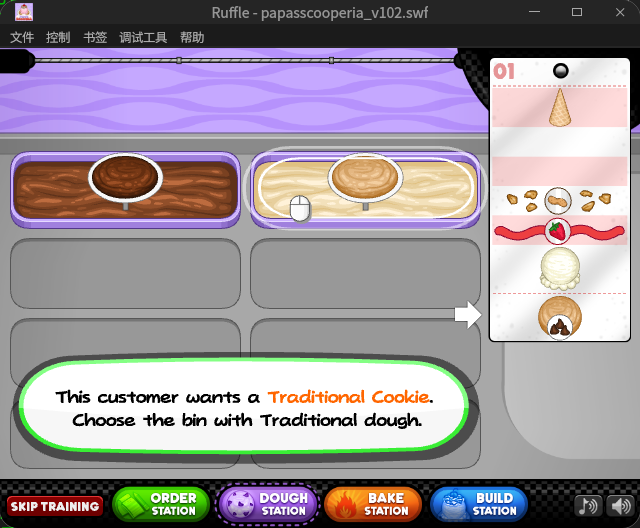 Ruffle - papasscooperia_v102.swf
文件 控制 书签 调试工具 帮助
01
This customer wants a Traditional Cookie.
Choose the bin with Traditional dough.
SKIP TRAINING
ORDER
STATION
DOUGH
STATION
BAKE
STATION
BUILD
STATION